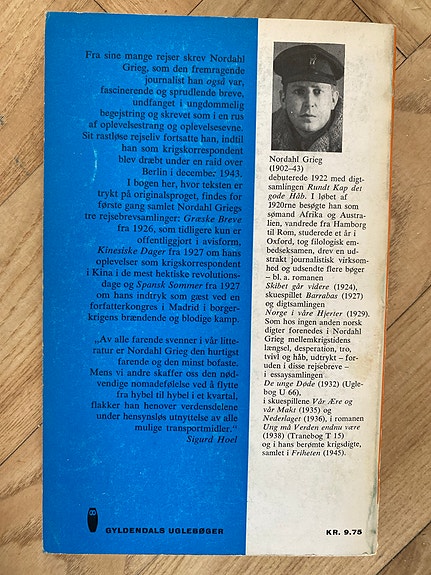 Fra sine mange rejser skrev Nordahl
Grieg, som den fremragende
journalist han også var,
fascinerende og sprudlende breve,
undfanget i ungdommelig
begejstring og skrevet som i en rus
af oplevelsestrang og oplevelsesevne.
Sit rastløse rejseliv fortsatte han, indtil
han som krigskorrespondent
blev dræbt under en raid over
Berlin i december 1943.
I bogen her, hvor teksten er
trykt på originalsproget, findes for
første gang samlet Nordahl Griegs
tre rejsebrevsamlinger: Græske Breve
fra 1926, som tidligere kun er
offentliggjort i avisform,
Kinesiske Dager fra 1927 om hans
oplevelser som krigskorrespondent
i Kina i de mest hektiske revolutions-
dage og Spansk Sommer fra 1927
om hans indtryk som gæst ved en
forfatterkongres i Madrid i borger-
krigens brændende og blodige kamp.
„Av alle farende svenner i vår litte-
ratur er Nordahl Grieg den hurtigst
farende og den minst bofaste.
Mens vi andre skaffer oss den nød-
vendige nomadefølelse ved å flytte
fra hybel til hybel i et kvartal,
flakker han henover verdensdelene
under hensynsløs utnyttelse av alle
mulige transportmidler."
Sigurd Hoel
GYLDENDALS UGLEBØGER
Nordahl Grieg
(1902-43)
debuterede 1922 med digt-
samlingen Rundt Kap det
gode Håb. I løbet af
1920rne besøgte han som
sømand Afrika og Austra-
lien, vandrede fra Hamborg
til Rom, studerede et år i
Oxford, tog filologisk em-
bedseksamen, drev en ud-
strakt journalistisk virksom-
hed og udsendte flere bøger
– bl. a. romanen
Skibet går videre (1924),
skuespillet Barrabas (1927)
og digtsamlingen
Norge i våre Hjerter (1929).
Som hos ingen anden norsk
digter forenedes i Nordahl
Grieg mellemkrigstidens
længsel, desperation, tro,
tvivl og håb, udtrykt – for-
uden i disse rejsebreve –
i essaysamlingen
De unge Døde (1932) (Ugle-
bog U 66),
i skuespillene Vår Ære og
vår Makt (1935) og
Nederlaget (1936), i romanen
Ung må Verden endnu være
(1938) (Tranebog T 15)
og i hans berømte krigsdigte,
samlet i Friheten (1945).
KR. 9.75